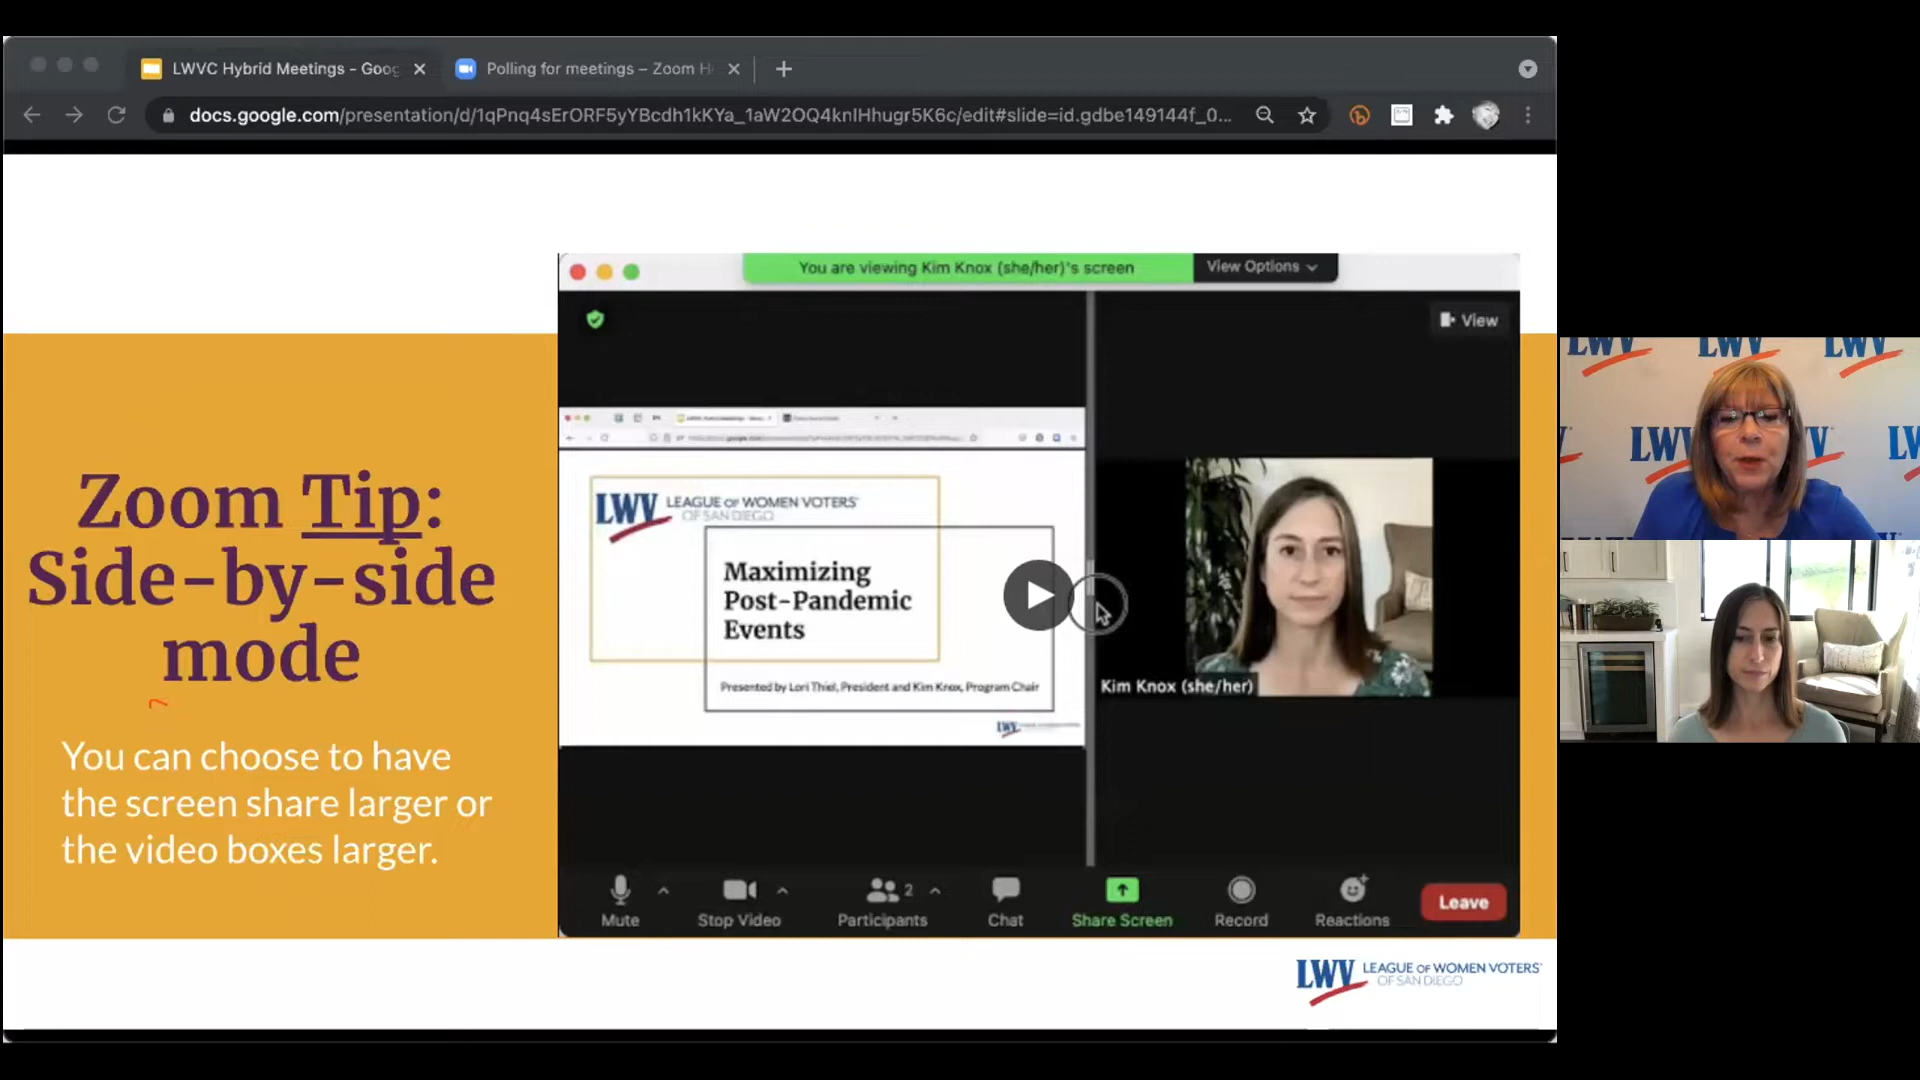 LWVC Hybrid Meetings - Goog
Polling for meetings – Zoom H
docs.google.com/presentation/d/1qPnq4sErORF5yYBcdh1kKYa_1aW2OQ4knIHhugr5K6c/edit#slide=id.gdbe149144f_0...
You are viewing Kim Knox (she/her)'s screen
View Options
View
Zoom Tip:
Side-by-side
mode
You can choose to have
the screen share larger or
the video boxes larger.
LWV LEAGUE OF WOMEN VOTERS®
OF SAN DIEGO
Maximizing
Post-Pandemic
Events
Presented by Lori Thiel, President and Kim Knox, Program Chair
LWV
Kim Knox (she/her)
Mute
Stop Video
2
Participants
Chat
Share Screen
Record
Reactions
Leave
LWV LEAGUE OF WOMEN VOTERS®
OF SAN DIEGO
LWV LWV LWV
LWV